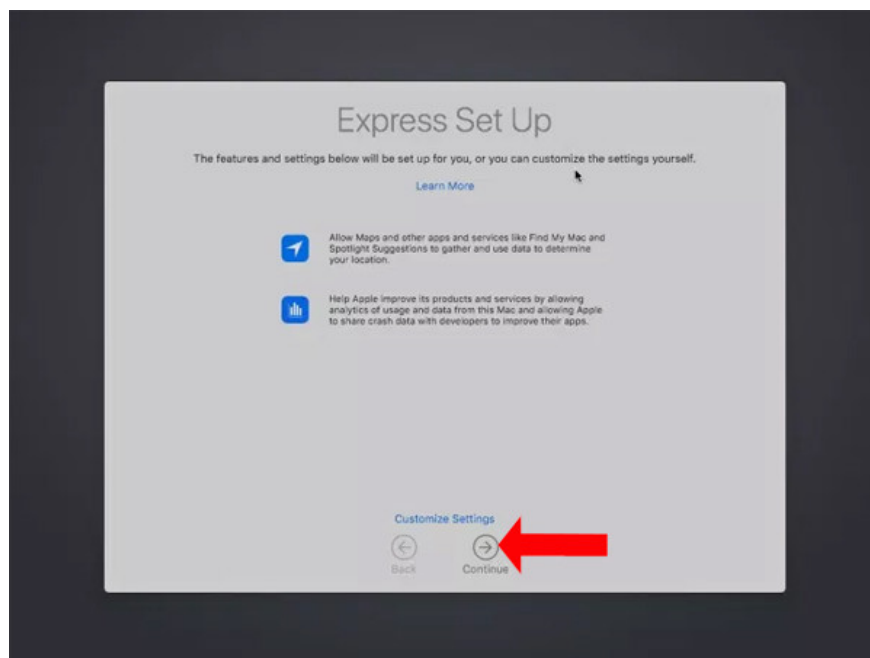 Express Set Up
The features and settings below will be set up for you, or you can customize the settings yourself.
Learn More
Allow Maps and other apps and services like Find My Mac and
Spotlight Suggestions to gather and use data to determine
your location.
Help Apple improve its products and services by allowing
analytics of usage and data from this Mac and allowing Apple
to share crash data with developers to improve their apps.
Customize Settings
Back
Continue